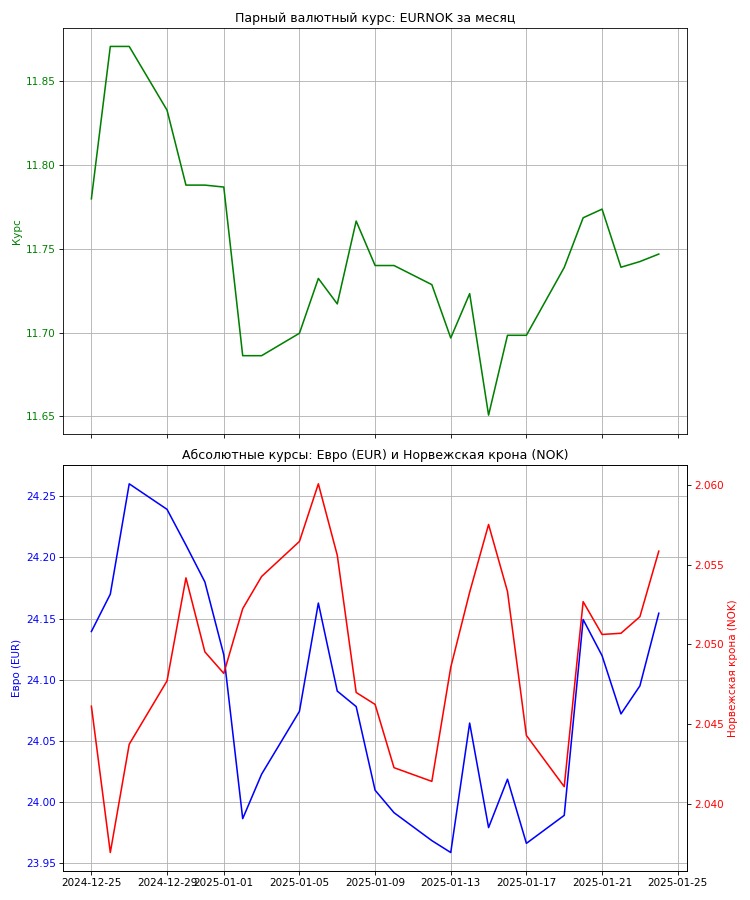 Парный валютный курс: EURNOK за месяц
11.85
11.80
11.75
11.70
11.65
Курс
Абсолютные курсы: Евро (EUR) и Норвежская крона (NOK)
24.25
24.20
24.15
24.10
24.05
24.00
23.95
Евро (EUR)
2.060
2.055
2.050
2.045
2.040
Норвежская крона (NOK)
2024-12-25 2024-12-29 2025-01-01 2025-01-05 2025-01-09 2025-01-13 2025-01-17 2025-01-21 2025-01-25